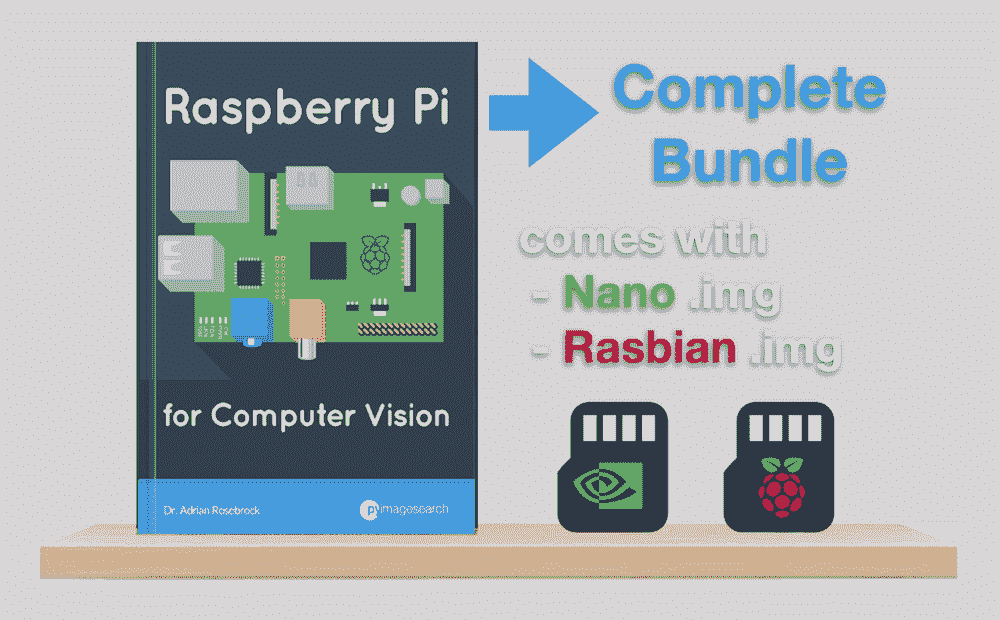 Raspberry Pi
for Computer Vision
Dr. Adrian Rosebrock
pyimagesearch
Complete
Bundle
comes with
- Nano .img
- Rasbian .img